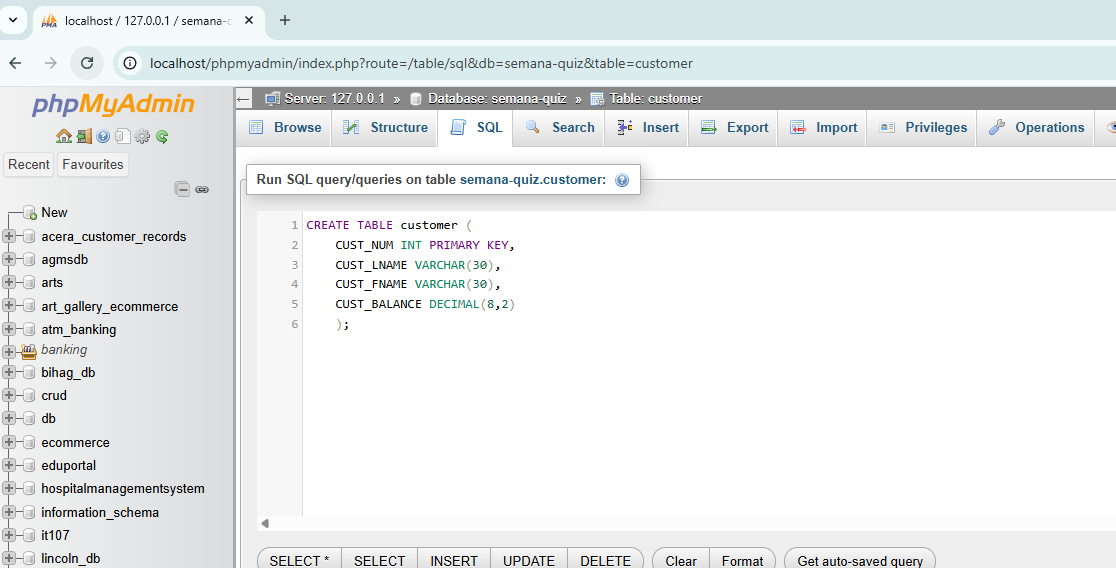 localhost / 127.0.0.1 / semana-
localhost/phpmyadmin/index.php?route=/table/sql&db=semana-quiz&table=customer
phpMyAdmin
Recent Favourites
New
acera_customer_records
agmsdb
arts
art_gallery_ecommerce
atm_banking
banking
bihag_db
crud
db
ecommerce
eduportal
hospitalmanagementsystem
information_schema
it107
lincoln_db
Server: 127.0.0.1 » Database: semana-quiz » Table: customer
Browse Structure SQL Search Insert Export Import Privileges Operations
Run SQL query/queries on table semana-quiz.customer:
1 CREATE TABLE customer (
2 CUST_NUM INT PRIMARY KEY,
3 CUST_LNAME VARCHAR(30),
4 CUST_FNAME VARCHAR(30),
5 CUST_BALANCE DECIMAL(8,2)
6 );
SELECT * SELECT INSERT UPDATE DELETE Clear Format Get auto-saved query